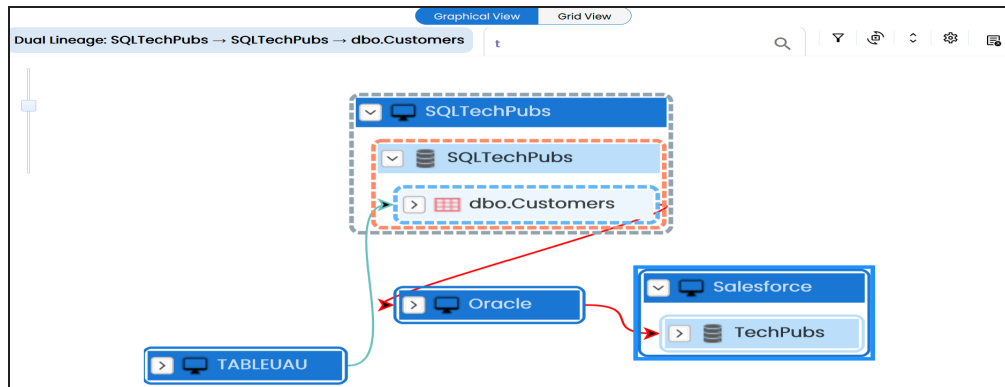 Graphical View Grid View
Dual Lineage: SQLTechPubs → SQLTechPubs → dbo.Customers t
SQLTechPubs
SQLTechPubs
dbo.Customers
Oracle
Salesforce
TechPubs
TABLEUAU